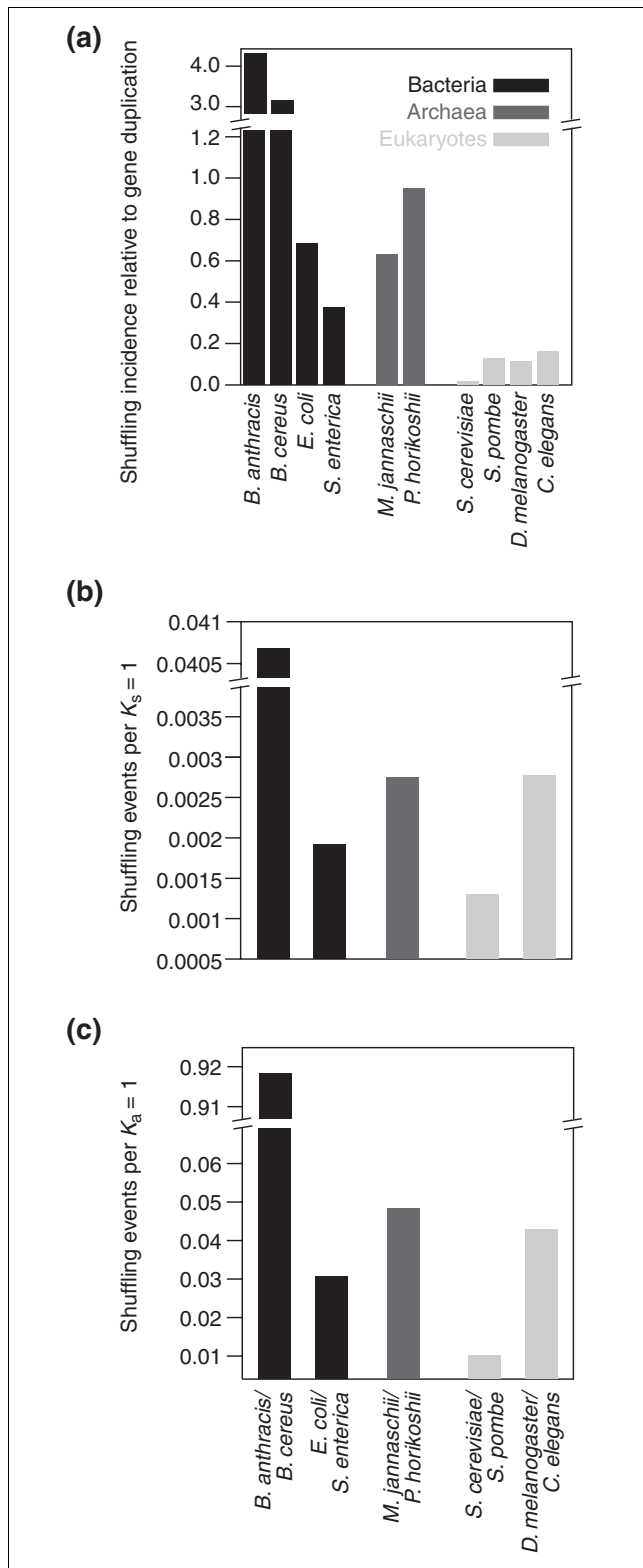 (a)
Shuffling incidence relative to gene duplication
4.0
3.0
1.2
1.0
0.8
0.6
0.4
0.2
0.0
Bacteria
Archaea
Eukaryotes
B. anthracis
B. cereus
E. coli
S. enterica
M. jannaschii
P. horikoshii
S. cerevisiae
S. pombe
D. melanogaster
C. elegans
(b)
Shuffling events per Ks = 1
0.041
0.0405
0.0035
0.003
0.0025
0.002
0.0015
0.001
0.0005
(c)
Shuffling events per Ka = 1
0.92
0.91
0.06
0.05
0.04
0.03
0.02
0.01
B. anthracis/
B. cereus
E. coli/
S. enterica
M. jannaschii/
P. horikoshii
S. cerevisiae/
S. pombe
D. melanogaster/
C. elegans